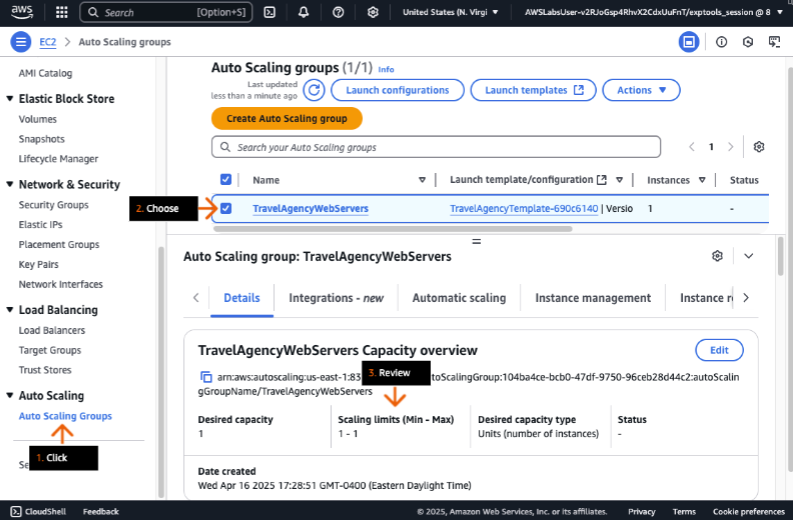 aws
Search [Option+S]
United States (N. Virgi
AWSLabsUser-v2RJoGsp4RhvX2CdxUuFnT/exptools_session @ 8
EC2 > Auto Scaling groups
AMI Catalog
Elastic Block Store
Volumes
Snapshots
Lifecycle Manager
Network & Security
Security Groups
Elastic IPs
Placement Groups
Key Pairs
Network Interfaces
Load Balancing
Load Balancers
Target Groups
Trust Stores
Auto Scaling
Auto Scaling Groups
1. Click
Se
Auto Scaling groups (1/1) Info
Last updated
less than a minute ago
Launch configurations
Launch templates
Actions
Create Auto Scaling group
Search your Auto Scaling groups
1
Name
Launch template/configuration
Instances
Status
2. Choose
TravelAgencyWebServers
TravelAgencyTemplate-690c6140 | Versio
1
-
Auto Scaling group: TravelAgencyWebServers
Details
Integrations - new
Automatic scaling
Instance management
Instance r
TravelAgencyWebServers Capacity overview
Edit
3. Review
arn:aws:autoscaling:us-east-1:83 toScalingGroup:104ba4ce-bcb0-47df-9750-96ceb28d44c2:autoScalin
gGroupName/TravelAgencyWebServers
Desired capacity
1
Scaling limits (Min - Max)
1 - 1
Desired capacity type
Units (number of instances)
Status
-
Date created
Wed Apr 16 2025 17:28:51 GMT-0400 (Eastern Daylight Time)
CloudShell
Feedback
© 2025, Amazon Web Services, Inc. or its affiliates.
Privacy
Terms
Cookie preferences